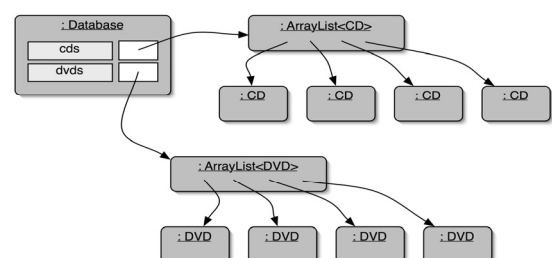 : Database
cds
dvds
: ArrayList<CD>
: CD
: CD
: CD
: CD
: ArrayList<DVD>
: DVD
: DVD
: DVD
: DVD